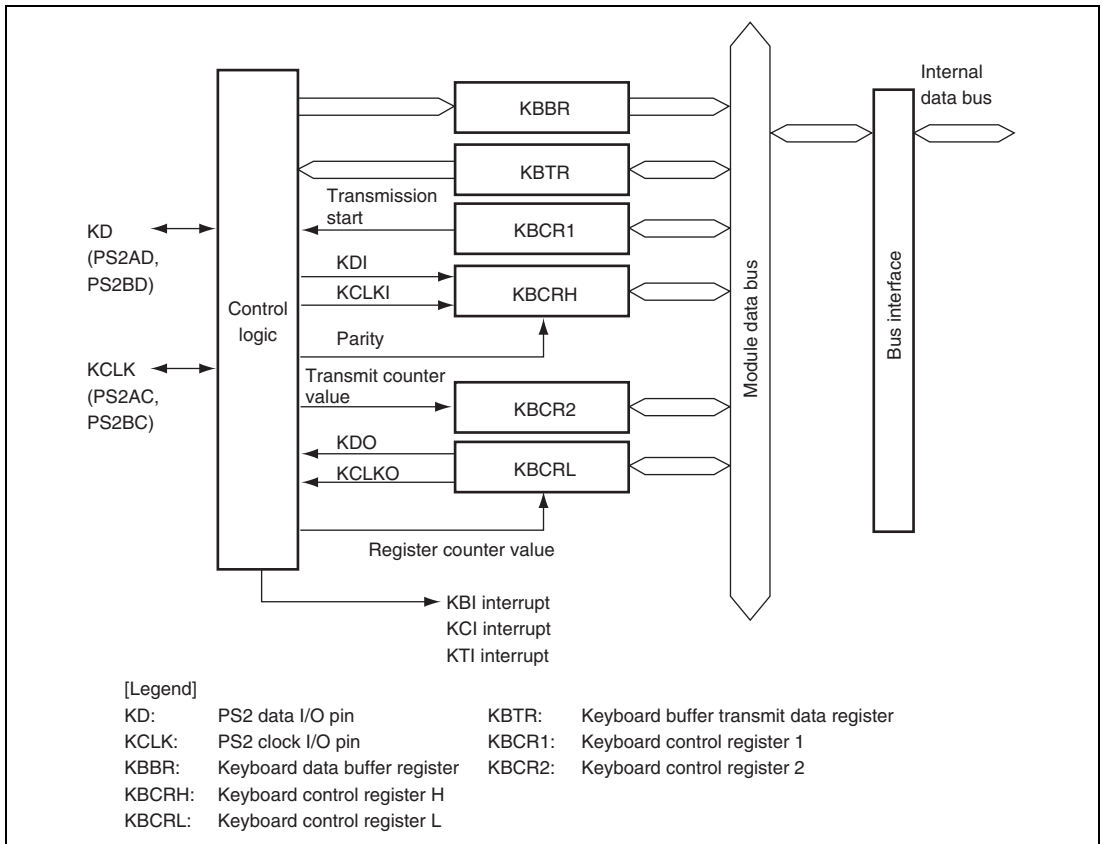 Internal
data bus
KBBR
KBTR
Transmission
start
KBCR1
KD
(PS2AD,
PS2BD)
KDI
KCLKI
KBCRH
Control
logic
Parity
KCLK
(PS2AC,
PS2BC)
Transmit counter
value
KBCR2
KDO
KCLKO
KBCRL
Register counter value
Module data bus
Bus interface
KBI interrupt
KCI interrupt
KTI interrupt
[Legend]
KD: PS2 data I/O pin
KCLK: PS2 clock I/O pin
KBBR: Keyboard data buffer register
KBCRH: Keyboard control register H
KBCRL: Keyboard control register L
KBTR: Keyboard buffer transmit data register
KBCR1: Keyboard control register 1
KBCR2: Keyboard control register 2